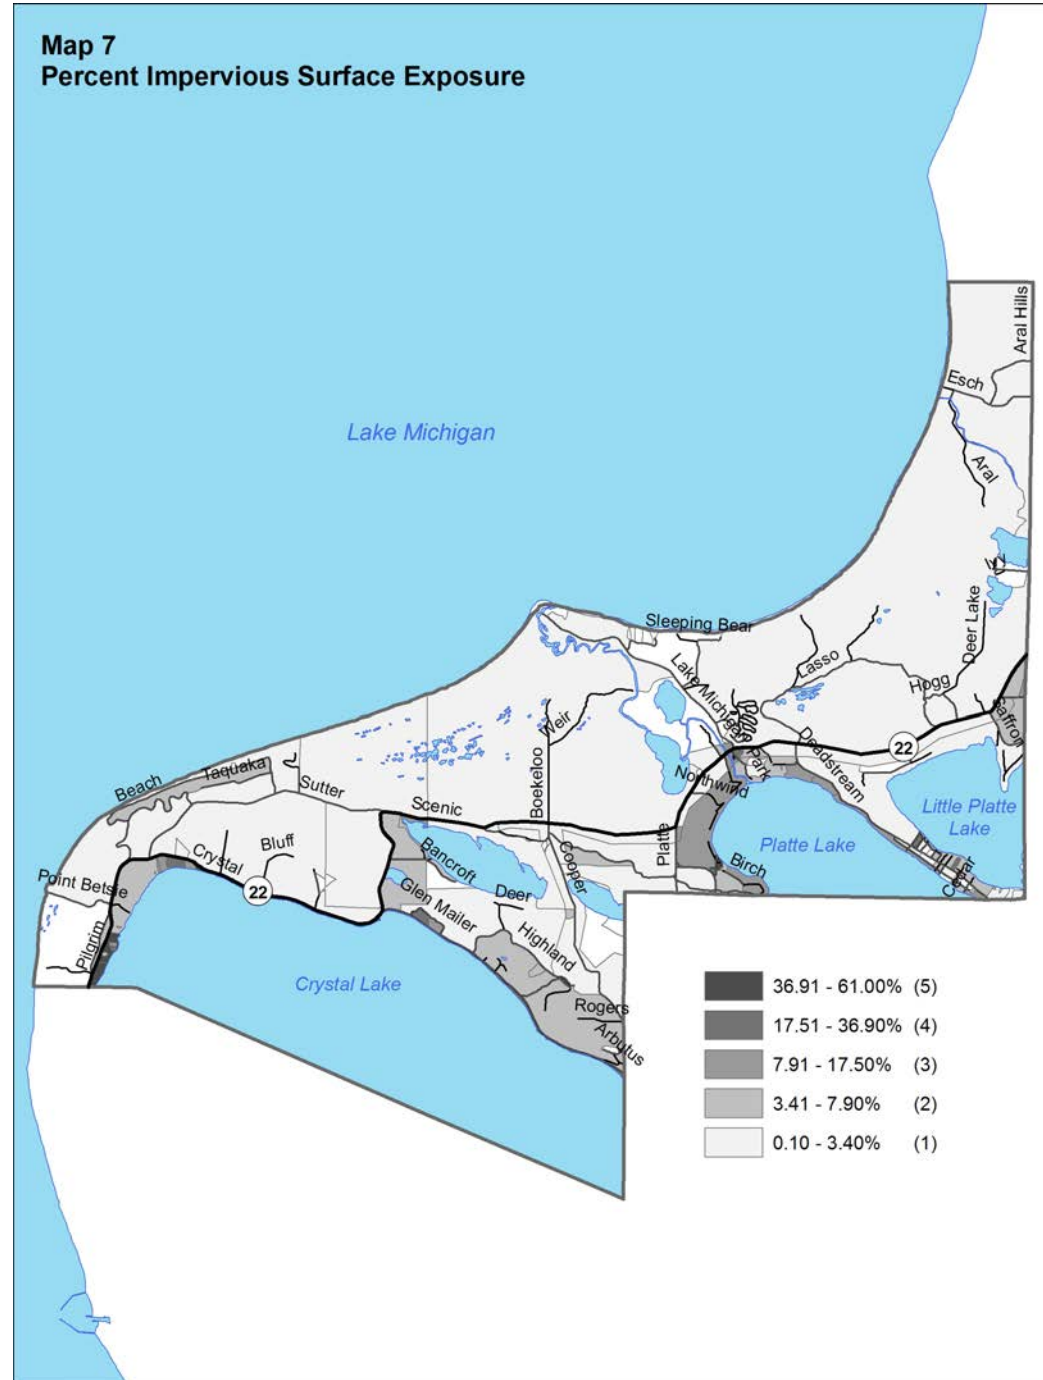 Map 7
Percent Impervious Surface Exposure
Aral Hills
Esch
Lake Michigan
Aral
Sleeping Bear
Deer Lake
Lasso
Lake Michigan
Hogg
Saffron
Weir
Deadstream
22
Park
Taquaka
Beach
Sutter
Northwind
Scenic
Boekeloo
Little Platte
Lake
Platte
Platte Lake
Bluff
Crystal
Bancroft
Cooper
Birch
Cedar
Point Betsie
22
Glen Mailer
Deer
Pilgrim
Highland
Crystal Lake
Rogers
Arbutus
36.91 - 61.00% (5)
17.51 - 36.90% (4)
7.91 - 17.50% (3)
3.41 - 7.90% (2)
0.10 - 3.40% (1)